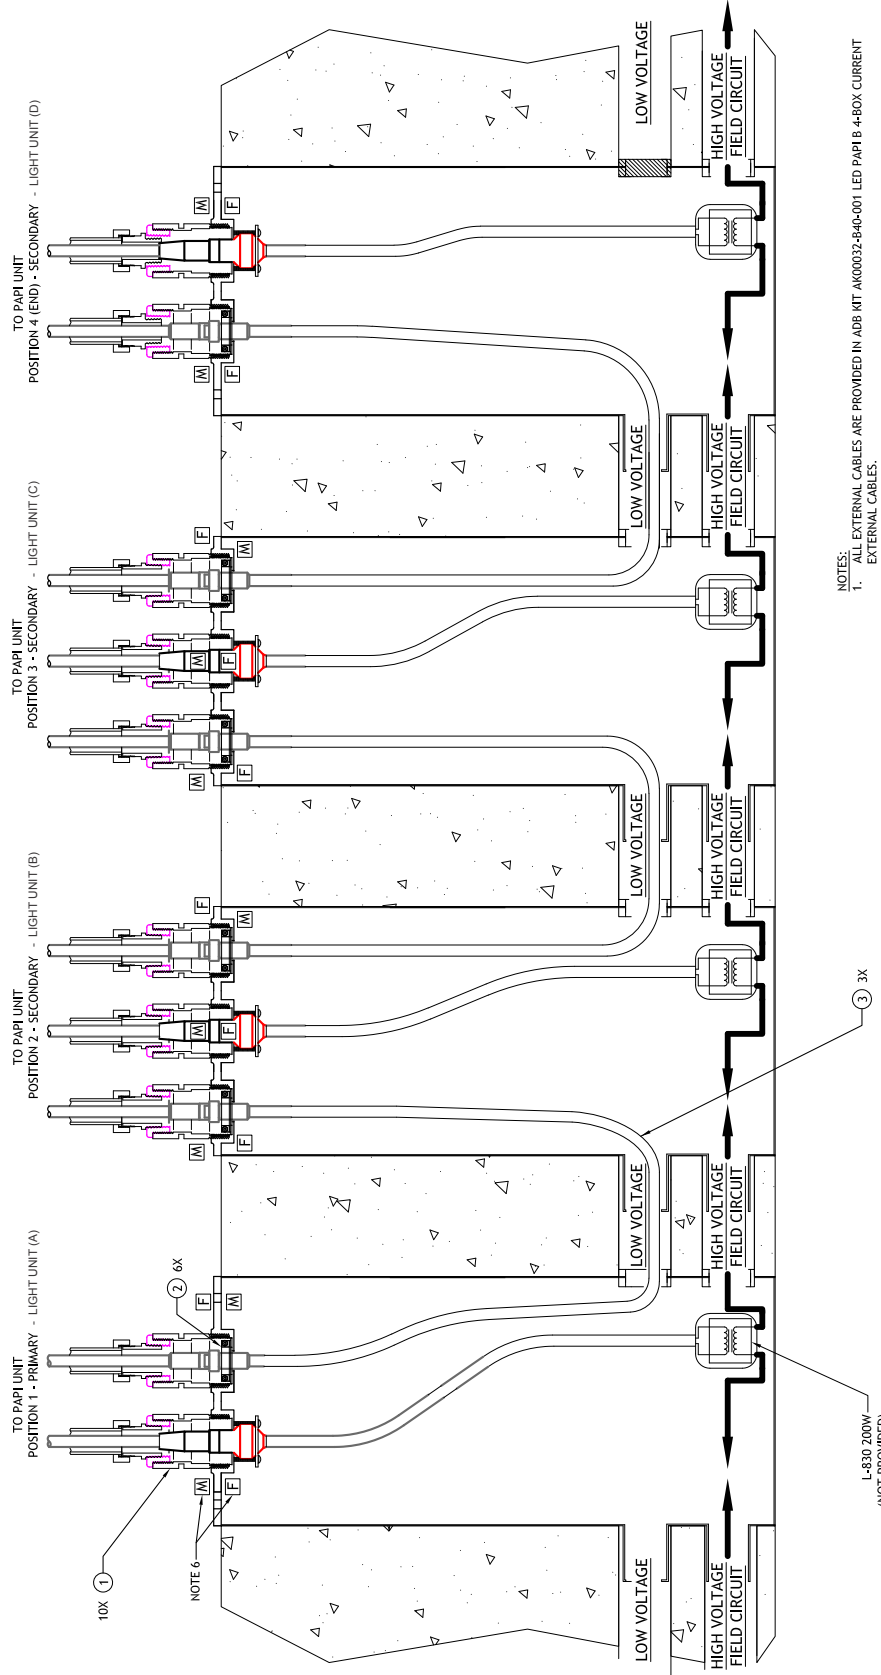 TO PAPI UNIT
POSITION 1 - PRIMARY - LIGHT UNIT (A)
TO PAPI UNIT
POSITION 2 - SECONDARY - LIGHT UNIT (B)
TO PAPI UNIT
POSITION 3 - SECONDARY - LIGHT UNIT (C)
TO PAPI UNIT
POSITION 4 (END) - SECONDARY - LIGHT UNIT (D)
10X 1
2 6X
NOTE 6
M
F
F
M
M
F
M
F
F
M
M
F
M
F
F
M
M
F
M
F
LOW VOLTAGE
LOW VOLTAGE
LOW VOLTAGE
LOW VOLTAGE
LOW VOLTAGE
HIGH VOLTAGE
FIELD CIRCUIT
HIGH VOLTAGE
FIELD CIRCUIT
HIGH VOLTAGE
FIELD CIRCUIT
HIGH VOLTAGE
FIELD CIRCUIT
HIGH VOLTAGE
FIELD CIRCUIT
L-830 200W
(NOT PROVIDED)
3 3X
NOTES:
1. ALL EXTERNAL CABLES ARE PROVIDED IN ADB KIT AK00032-B40-001 LED PAPI B 4-BOX CURRENT
EXTERNAL CABLES.